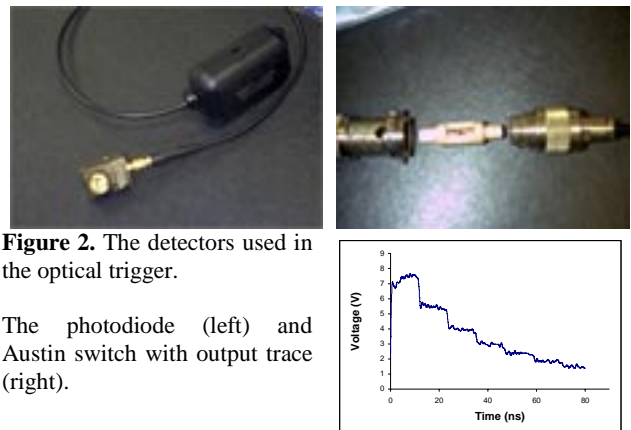 Figure 2. The detectors used in
the optical trigger.
The photodiode (left) and
Austin switch with output trace
(right).
9
8
7
6
5
4
3
2
1
0
Voltage (V)
0 20 40 60 80
Time (ns)